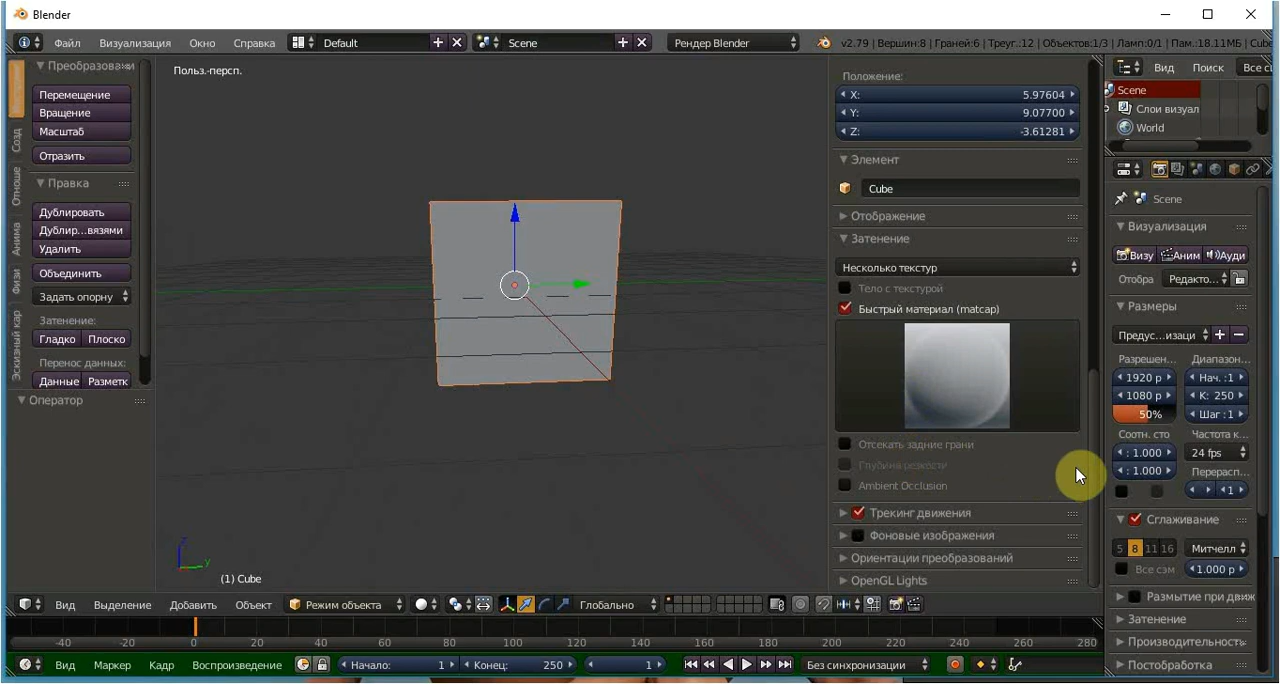 Blender
Файл Визуализация Окно Справка Default Scene Рендер Blender v2.79 | Вершин:8 | Граней:6 | Треуг.:12 | Объектов:1/3 | Ламп:0/1 | Пам.:18.11МБ | Cube
Преобразовани
Перемещение
Вращение
Масштаб
Отразить
Правка
Дублировать
Дублир...вязями
Удалить
Объединить
Задать опорну
Затенение:
Гладко Плоско
Перенос данных:
Данные Разметк
Оператор
Созд
Отноше
Анима
Физи
Эскизный кар
Польз.-персп.
(1) Cube
Положение:
X: 5.97604
Y: 9.07700
Z: -3.61281
Элемент
Cube
Отображение
Затенение
Несколько текстур
Тело с текстурой
Быстрый материал (matcap)
Отсекать задние грани
Глубина резкости
Ambient Occlusion
Трекинг движения
Фоновые изображения
Ориентации преобразований
OpenGL Lights
Вид Поиск Все с
Scene
Слои визуал
World
Scene
Визуализация
Визу Аним Ауди
Отобра Редакто...
Размеры
Предус...изаци
Разрешен... Диапазон...
1920 p Нач.:1
1080 p К: 250
50% Шаг:1
Соотн. сто Частота к...
: 1.000 24 fps
: 1.000 Перерасп...
1
Сглаживание
5 8 11 16 Митчелл
Все сэм 1.000 p
Размытие при движ
Затенение
Производительность
Постобработка
Вид Выделение Добавить Объект Режим объекта Глобально
-40 -20 0 20 40 60 80 100 120 140 160 180 200 220 240 260 280
Вид Маркер Кадр Воспроизведение Начало: 1 Конец: 250 1 Без синхронизации